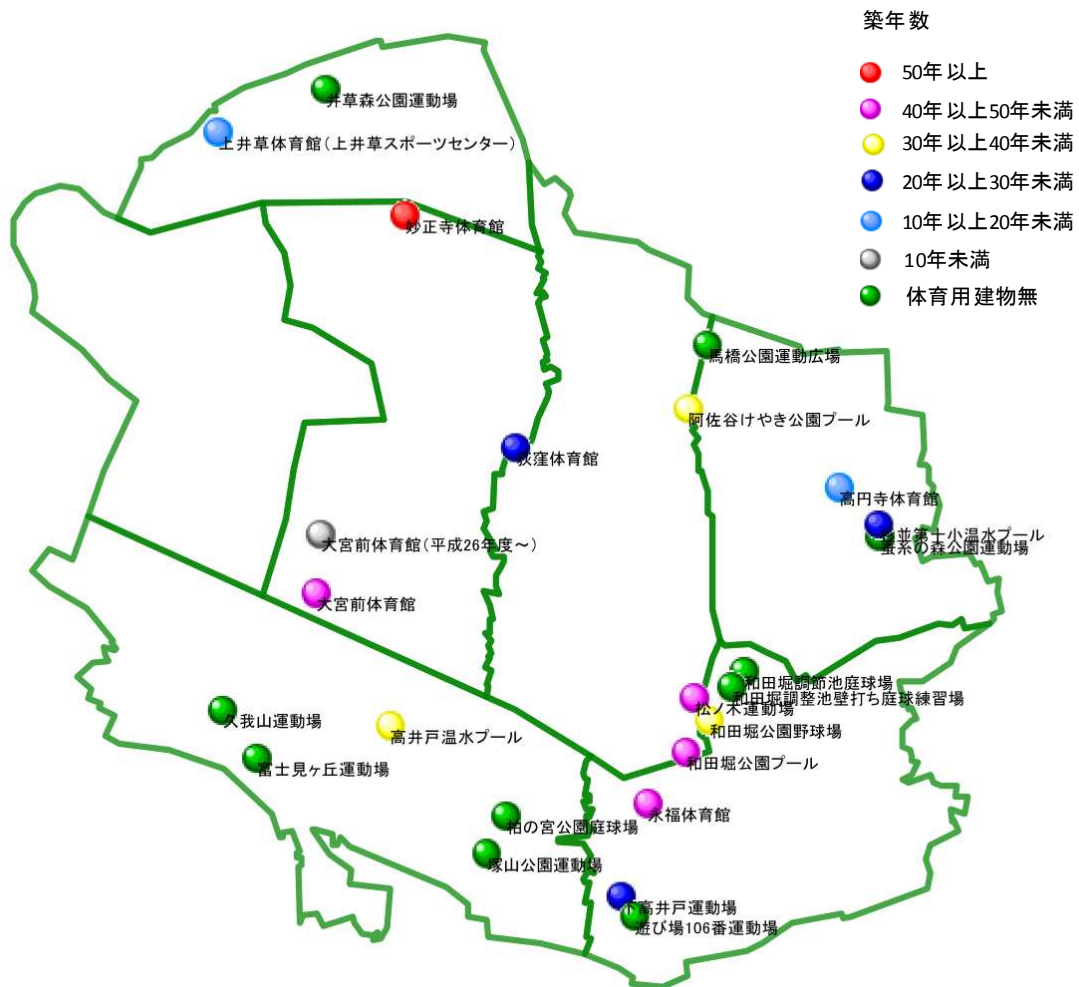 築年数
50年以上
40年以上50年未満
30年以上40年未満
20年以上30年未満
10年以上20年未満
10年未満
体育用建物無
井草森公園運動場
上井草体育館(上井草スポーツセンター)
妙正寺体育館
馬橋公園運動広場
阿佐谷けやき公園プール
荻窪体育館
高円寺体育館
杉並第十小温水プール
蚕糸の森公園運動場
大宮前体育館(平成26年度～)
大宮前体育館
和田堀調節池庭球場
和田堀調整池壁打ち庭球練習場
松ノ木運動場
和田堀公園野球場
和田堀公園プール
久我山運動場
高井戸温水プール
富士見ヶ丘運動場
永福体育館
柏の宮公園庭球場
塚山公園運動場
下高井戸運動場
遊び場106番運動場